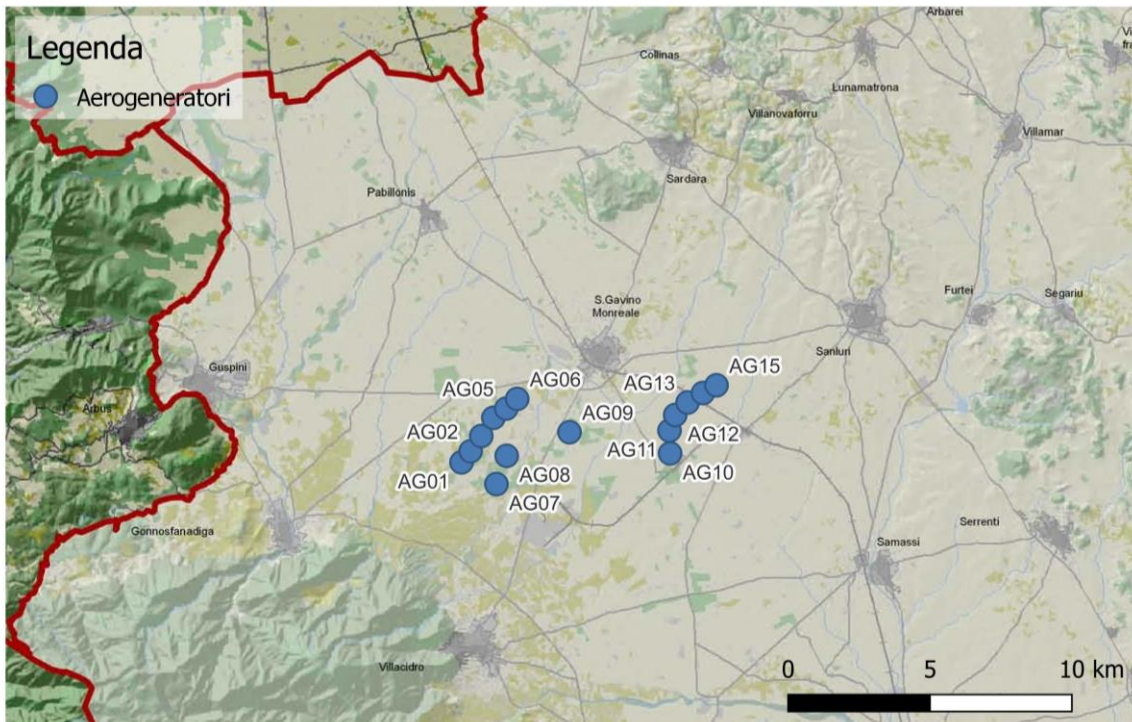 Legenda
Aerogeneratori
Arbarei
Collinas
Lunamatrona
Villanovaforru
Villamar
Sardara
Pabillonis
Furtei
Segariu
S.Gavino
Monreale
Sanluri
Guspini
Arbus
AG15
AG13
AG06
AG05
AG09
AG02
AG12
AG11
AG10
AG08
AG01
AG07
Gonnosfanadiga
Serrenti
Samassi
Villacidro
0 5 10 km